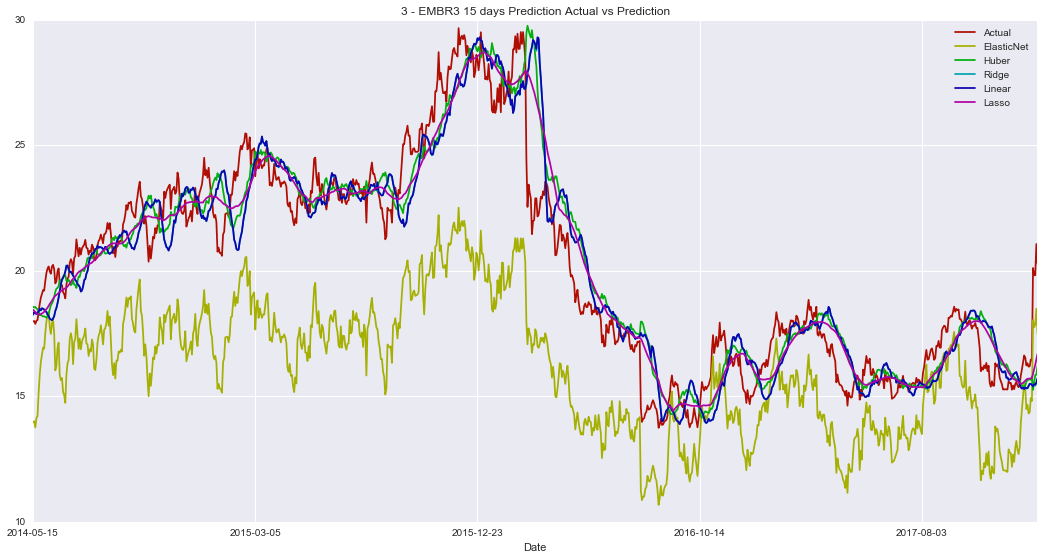 3 - EMBR3 15 days Prediction Actual vs Prediction
30
25
20
15
10
Actual
ElasticNet
Huber
Ridge
Linear
Lasso
2014-05-15
2015-03-05
2015-12-23
2016-10-14
2017-08-03
Date